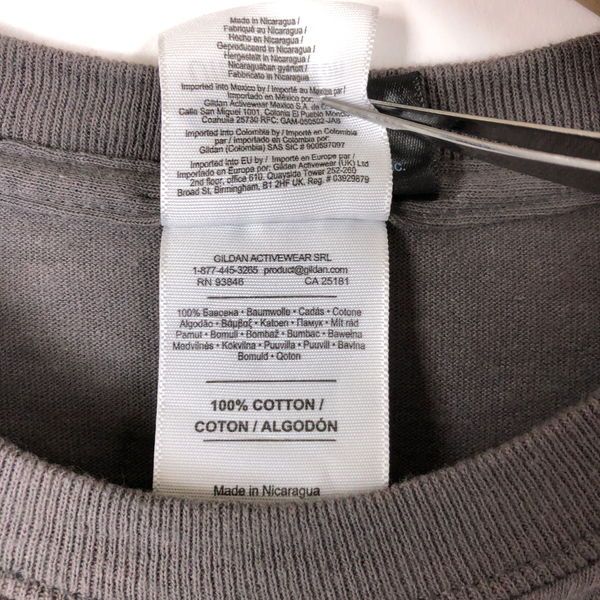 Made in Nicaragua /
Fabriqué au Nicaragua /
Hecho en Nicaragua /
Geproduceerd in Nicaragua /
Hergestellt in Nicaragua /
Nicaraguában gyártott /
Fabbricato in Nicaragua.
Imported into Mexico by / Importé au Mexique par /
Importado en México por:
Gildan Activewear Mexico S.A. de
Calle San Miguel 1001, Colonia El Pueblo
Coahuila 25730 RFC: GAM-050502-JA8
Imported into Colombia by / Importé en Colombie
par / Importado en Colombia por:
Gildan (Colombia) SAS SIC # 900597097
Imported into EU by / Importé en Europe par /
Importado en Europa por: Gildan Activewear (UK) Ltd
2nd floor, office 610, Quayside Tower 252-260
Broad St, Birmingham, B1 2HF UK. Reg. # 03929879
C:
GILDAN ACTIVEWEAR SRL
1-877-445-3265 product@gildan.com
RN 93846 CA 25181
100% Бавовна • Baumwolle • Cadás • Cotone
Algodão • Βάμβαξ • Katoen • Памук • Mit rád
Pamut • Bomull • Bombaž • Bumbac • Bawełna
Medvilnės • Kokvilna • Puuvilla • Puuvill • Bavlna
Bomuld • Qoton
100% COTTON /
COTON / ALGODÓN
Made in Nicaragua